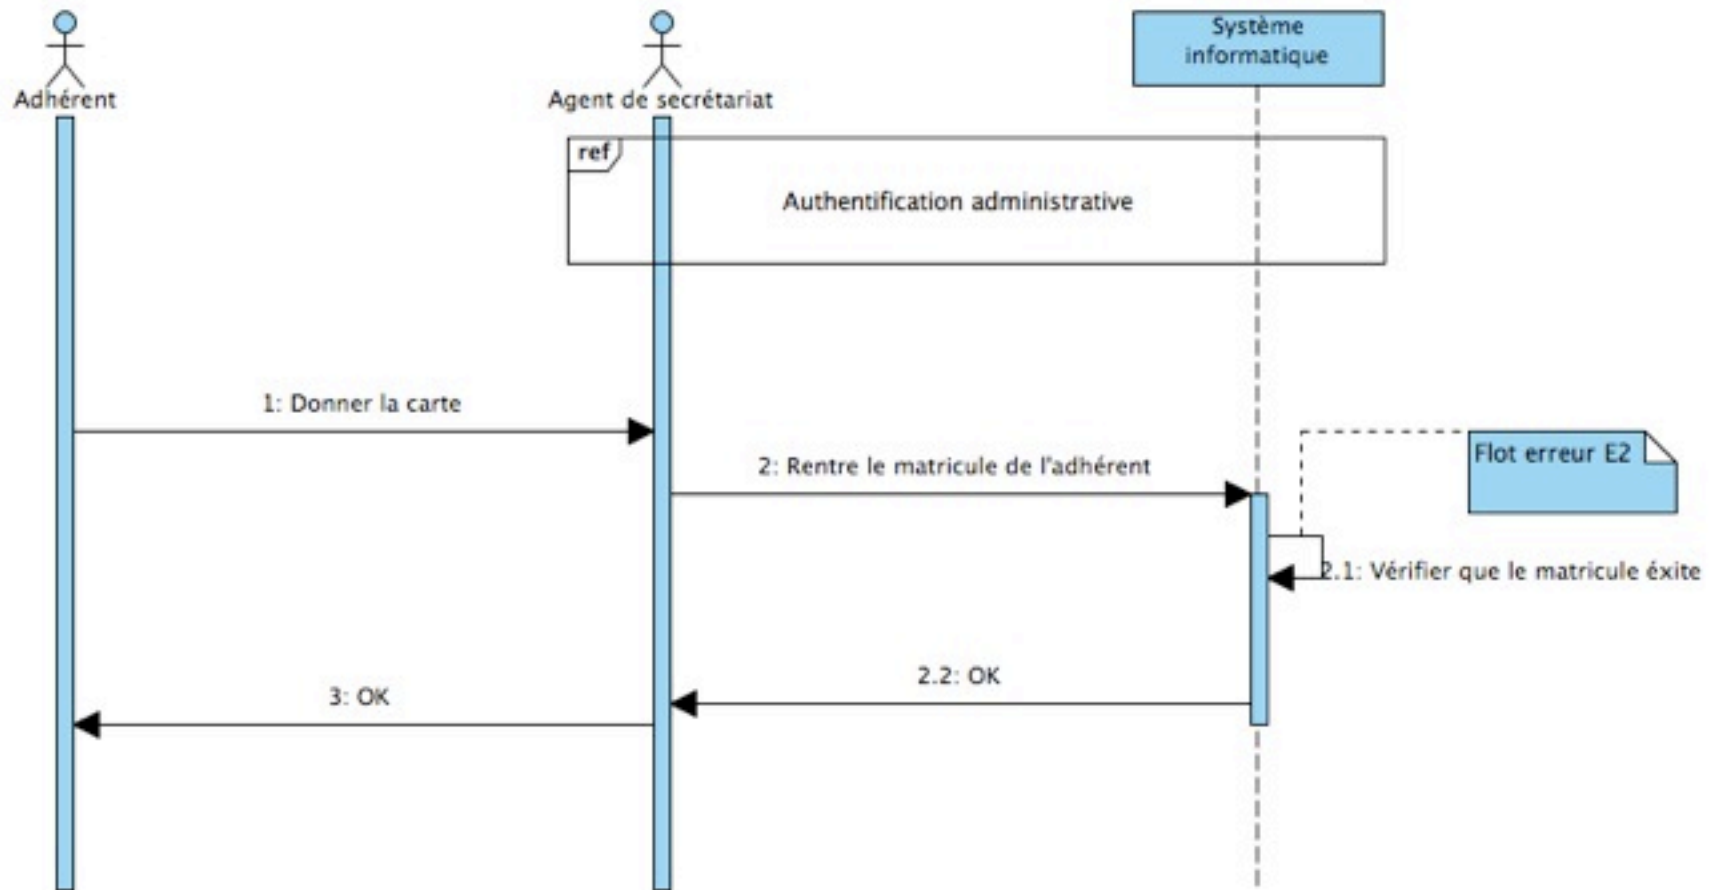 Système
informatique
Adhérent
Agent de secrétariat
ref
Authentification administrative
1: Donner la carte
2: Rentre le matricule de l'adhérent
Flot erreur E2
2.1: Vérifier que le matricule éxite
2.2: OK
3: OK